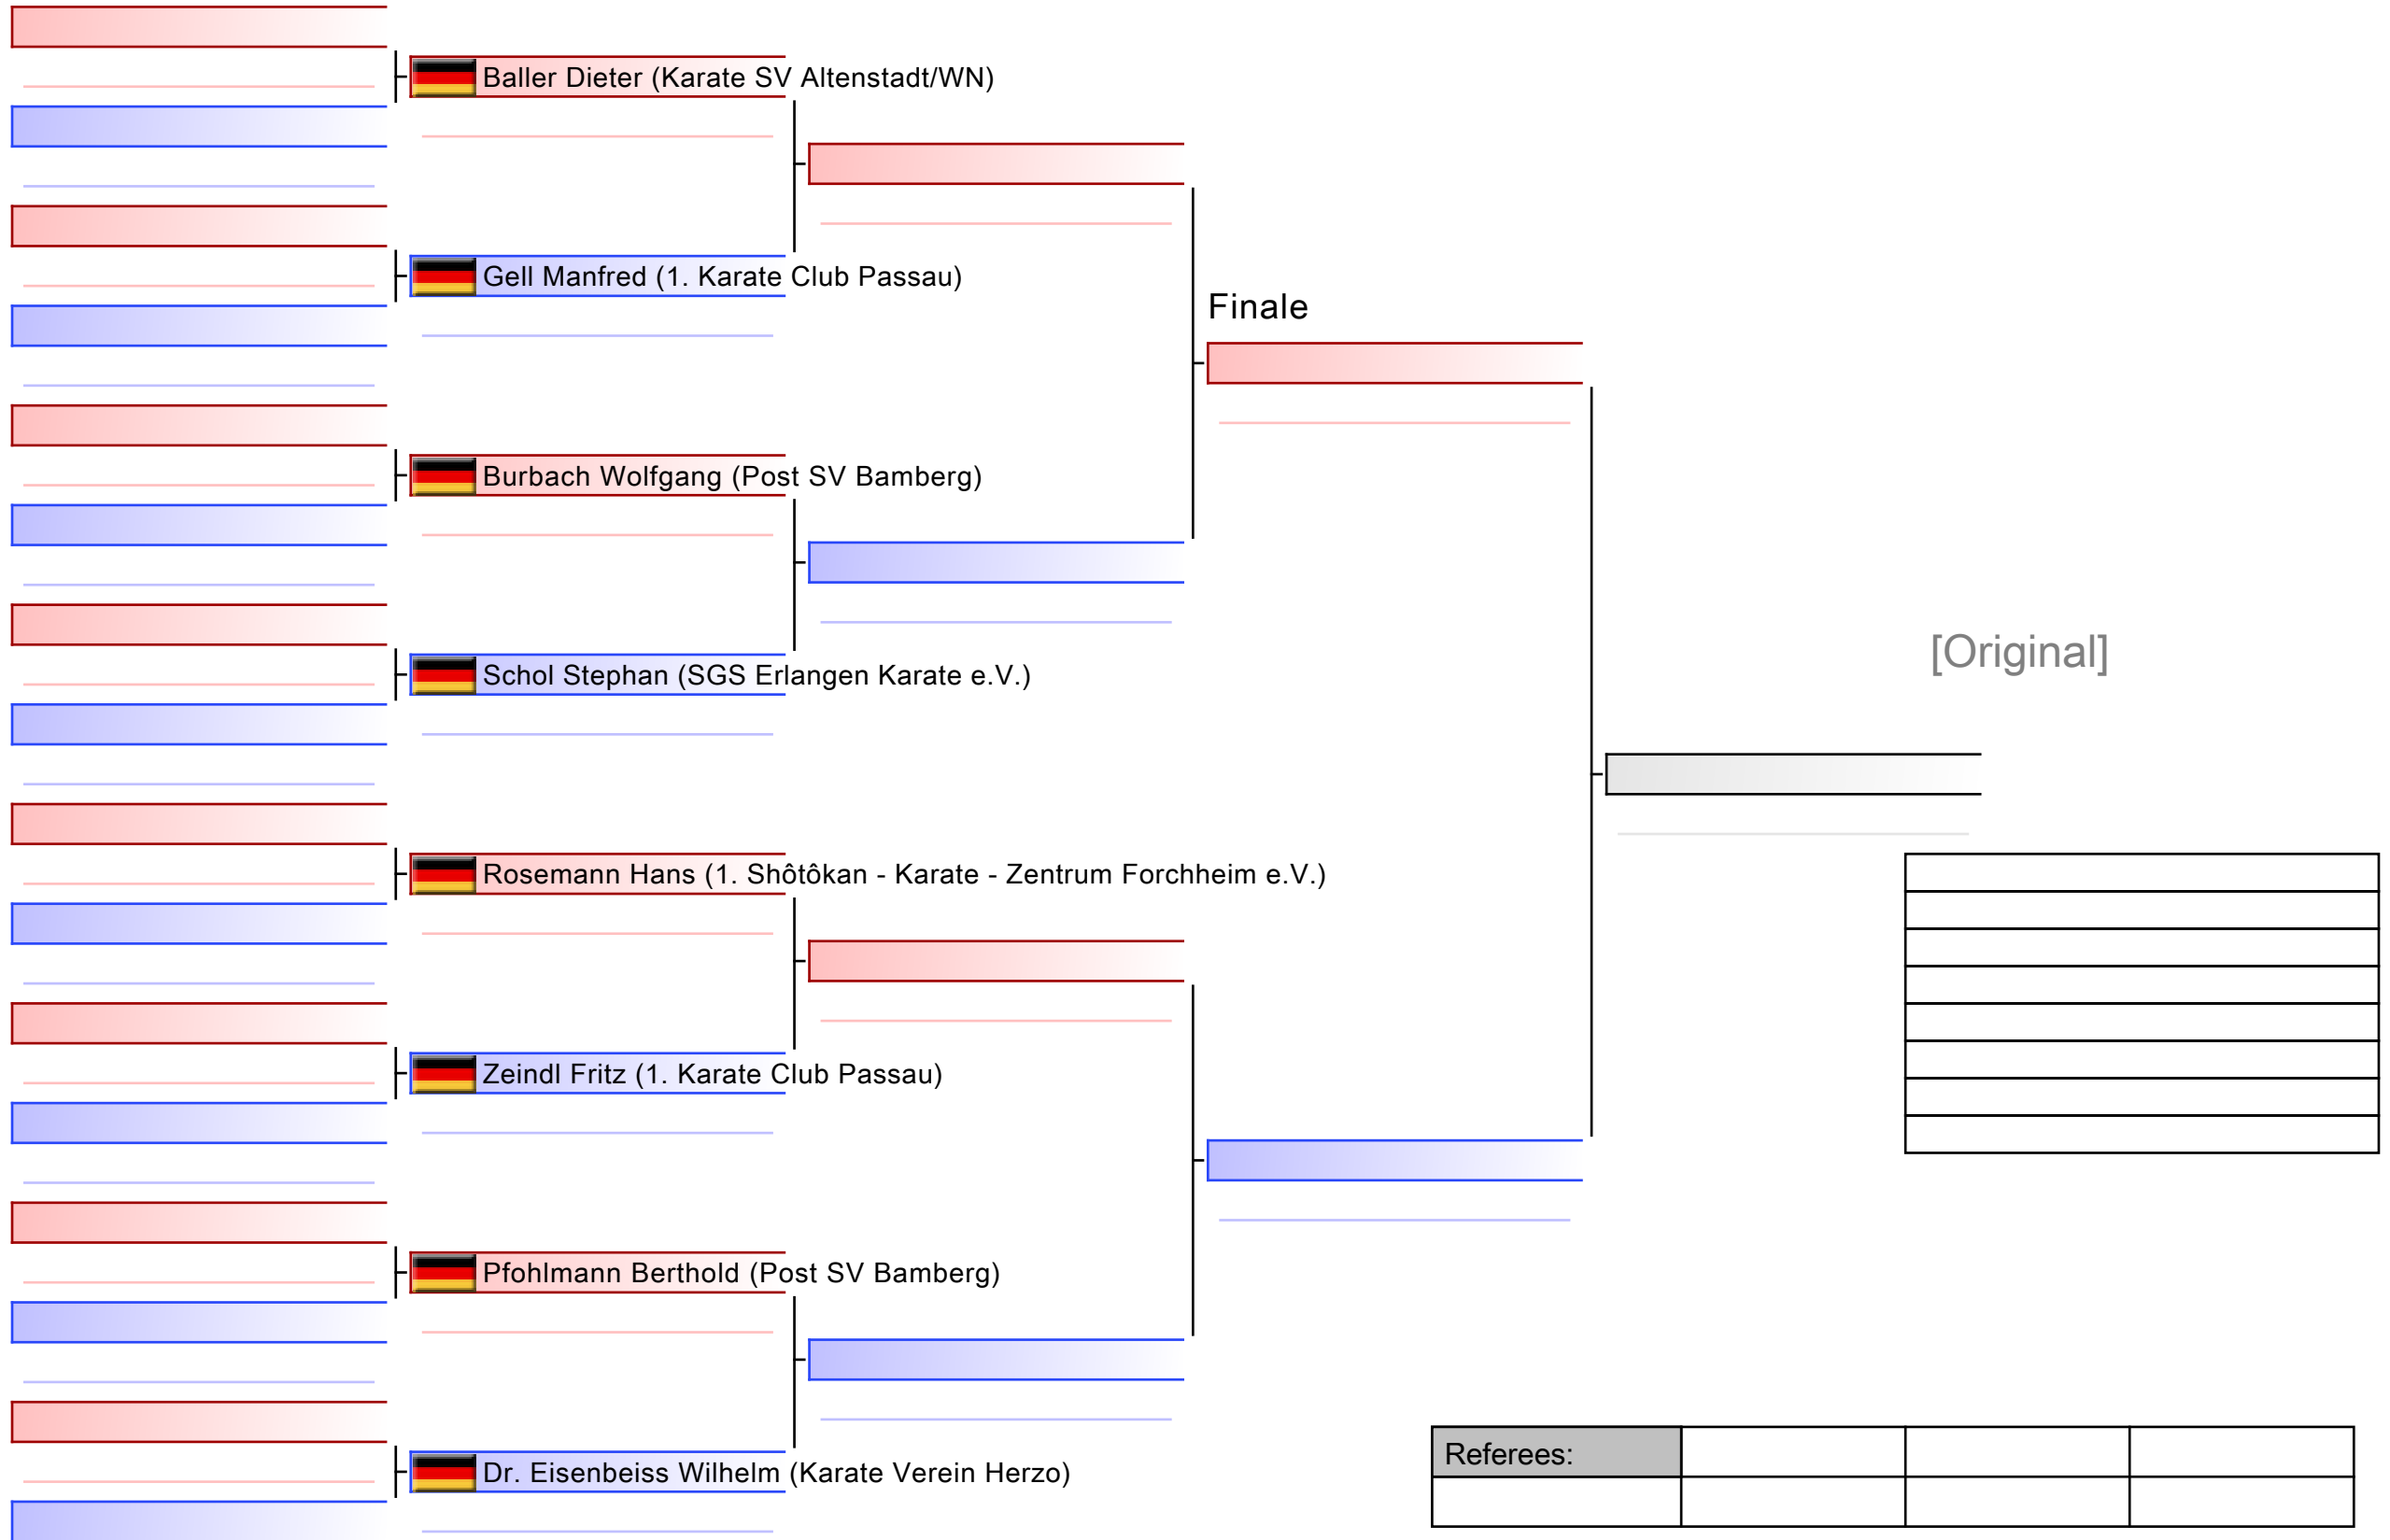 Baller Dieter (Karate SV Altenstadt/WN)
Gell Manfred (1. Karate Club Passau)
Finale
Burbach Wolfgang (Post SV Bamberg)
[Original]
Schol Stephan (SGS Erlangen Karate e.V.)
Rosemann Hans (1. Shôtôkan - Karate - Zentrum Forchheim e.V.)
Zeindl Fritz (1. Karate Club Passau)
Pfohlmann Berthold (Post SV Bamberg)
Referees:
Dr. Eisenbeiss Wilhelm (Karate Verein Herzo)